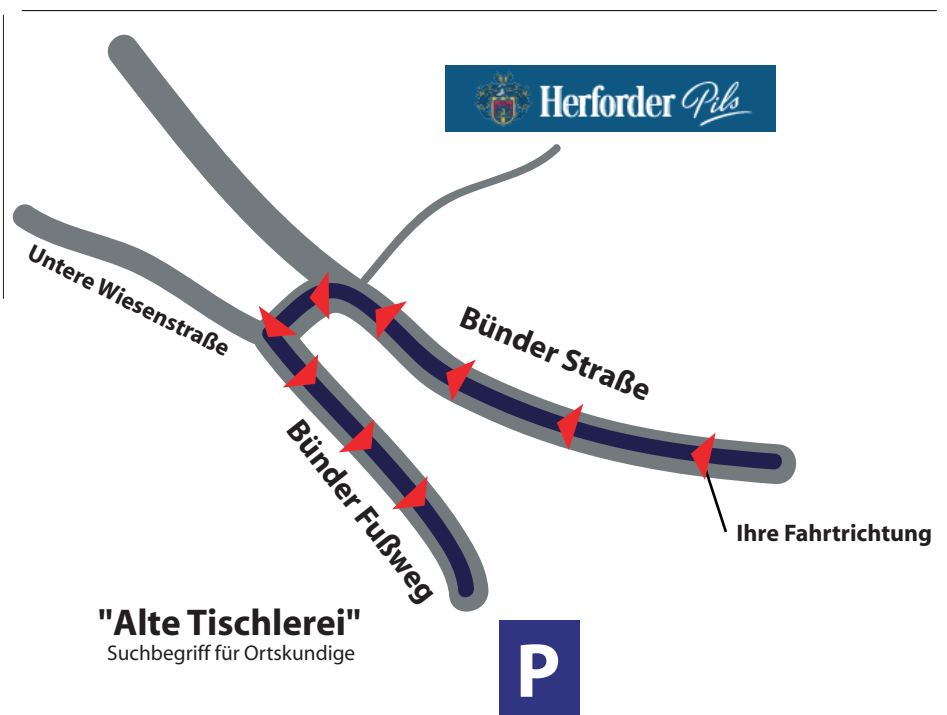 Herforder Pils
Untere Wiesenstraße
Bünder Straße
Bünder Fußweg
Ihre Fahrtrichtung
"Alte Tischlerei"
Suchbegriff für Ortskundige
P